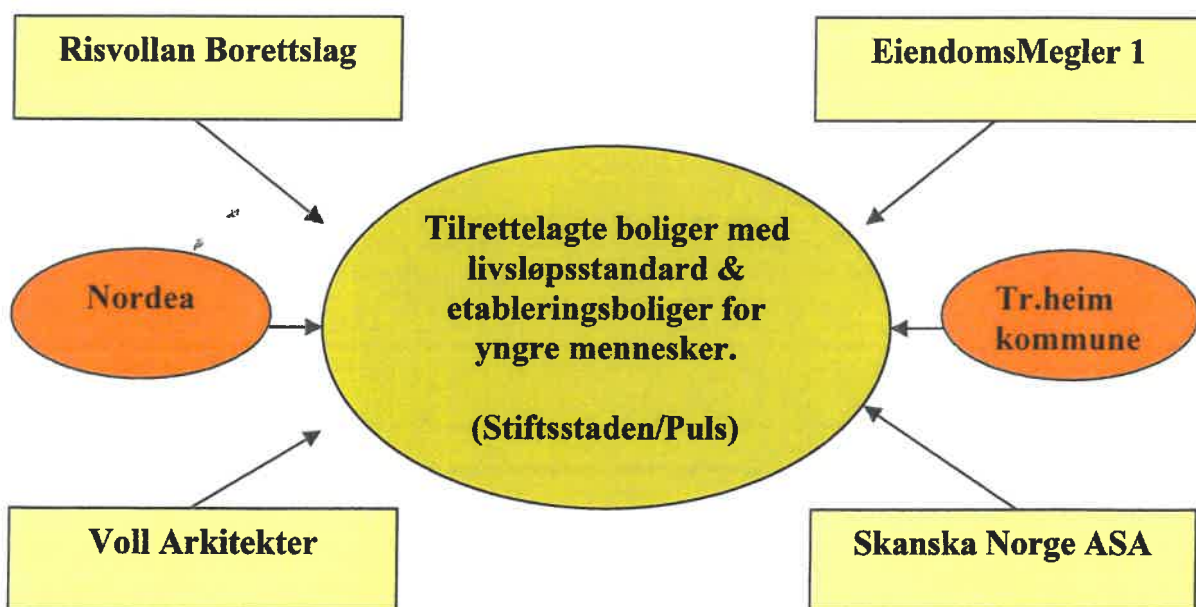 Risvollan Borettslag
EiendomsMegler 1
Tilrettelagte boliger med
livsløpsstandard &
etableringsboliger for
yngre mennesker.
(Stiftsstaden/Puls)
Nordea
Tr.heim
kommune
Voll Arkitekter
Skanska Norge ASA